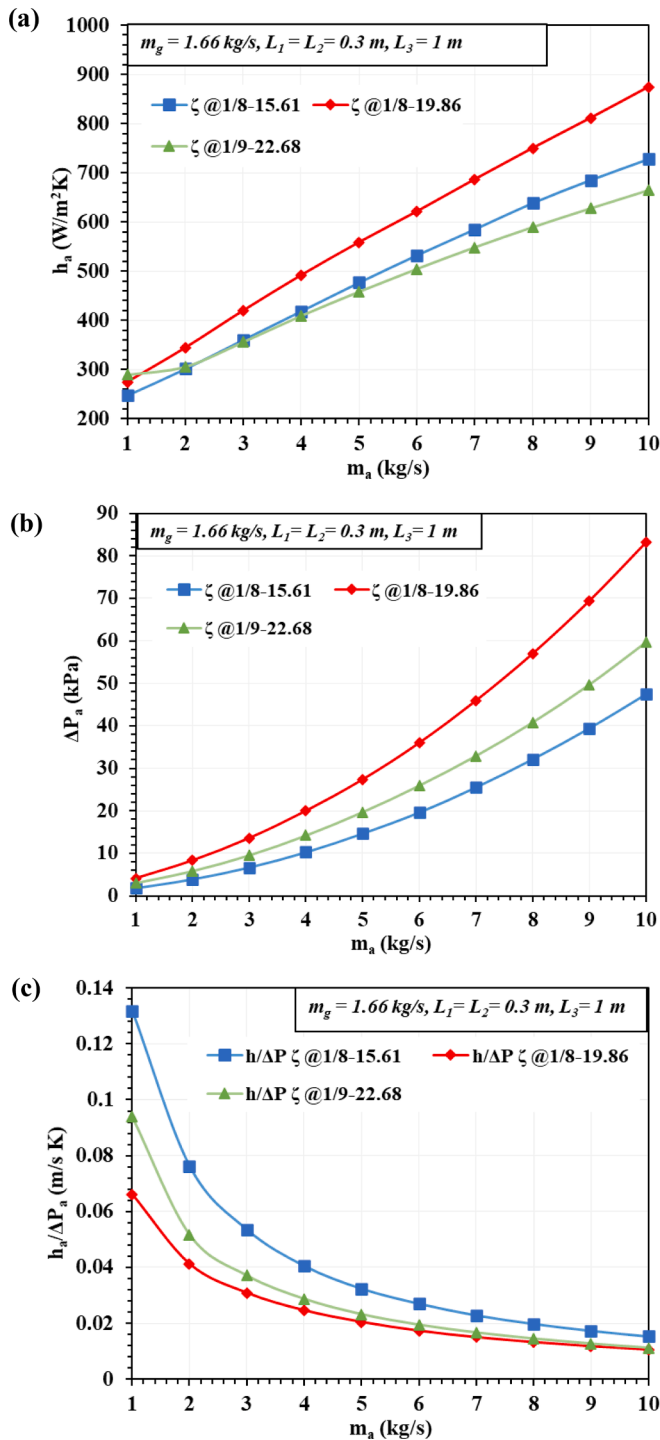 (a)
m_g = 1.66 kg/s, L_1 = L_2 = 0.3 m, L_3 = 1 m
ζ @1/8-15.61 ζ @1/8-19.86
ζ @1/9-22.68
h_a (W/m²K)
1000
900
800
700
600
500
400
300
200
1 2 3 4 5 6 7 8 9 10
m_a (kg/s)
(b)
m_g = 1.66 kg/s, L_1= L_2= 0.3 m, L_3= 1 m
ζ @1/8-15.61 ζ @1/8-19.86
ζ @1/9-22.68
ΔP_a (kPa)
90
80
70
60
50
40
30
20
10
0
1 2 3 4 5 6 7 8 9 10
m_a (kg/s)
(c)
m_g = 1.66 kg/s, L_1= L_2= 0.3 m, L_3= 1 m
h/ΔP ζ @1/8-15.61 h/ΔP ζ @1/8-19.86
h/ΔP ζ @1/9-22.68
h_a/ΔP_a (m/s K)
0.14
0.12
0.1
0.08
0.06
0.04
0.02
0
1 2 3 4 5 6 7 8 9 10
m_a (kg/s)